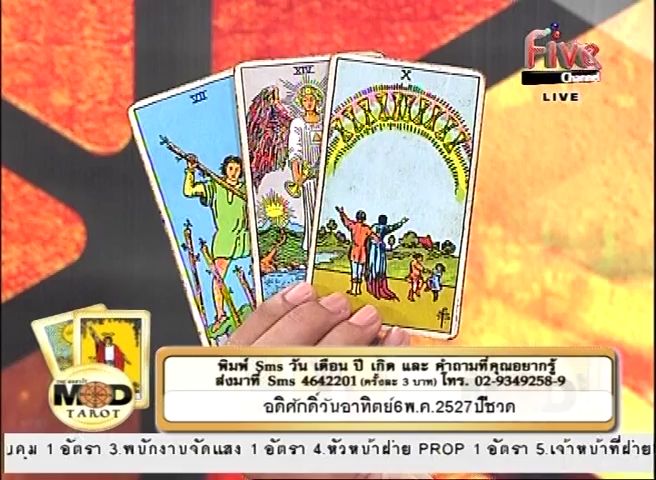 Five
Channel
LIVE
VII
XIV
X
พิมพ์ Sms วัน เดือน ปี เกิด และ คำถามที่คุณอยากรู้
ส่งมาที่ Sms 4642201 (ครั้งละ 3 บาท) โทร. 02-9349258-9
อดิศักดิ์วันอาทิตย์6พ.ค.2527ปีชวด
MOD
TAROT
บคุม 1 อัตรา 3.พนักงานจัดแสง 1 อัตรา 4.หัวหน้าฝ่าย PROP 1 อัตรา 5.เจ้าหน้าที่ฝ่าย